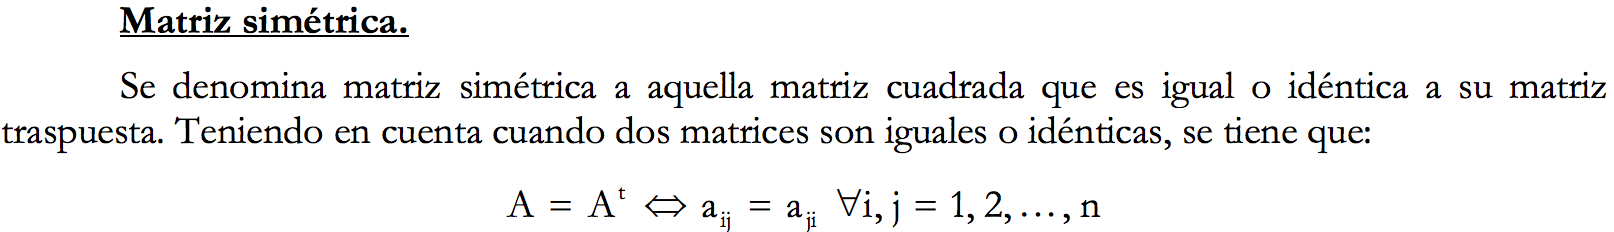 Matriz simétrica.
Se denomina matriz simétrica a aquella matriz cuadrada que es igual o idéntica a su matriz
traspuesta. Teniendo en cuenta cuando dos matrices son iguales o idénticas, se tiene que:
A = Aᵗ ⇔ a_ij = a_ji ∀i, j = 1, 2, …, n